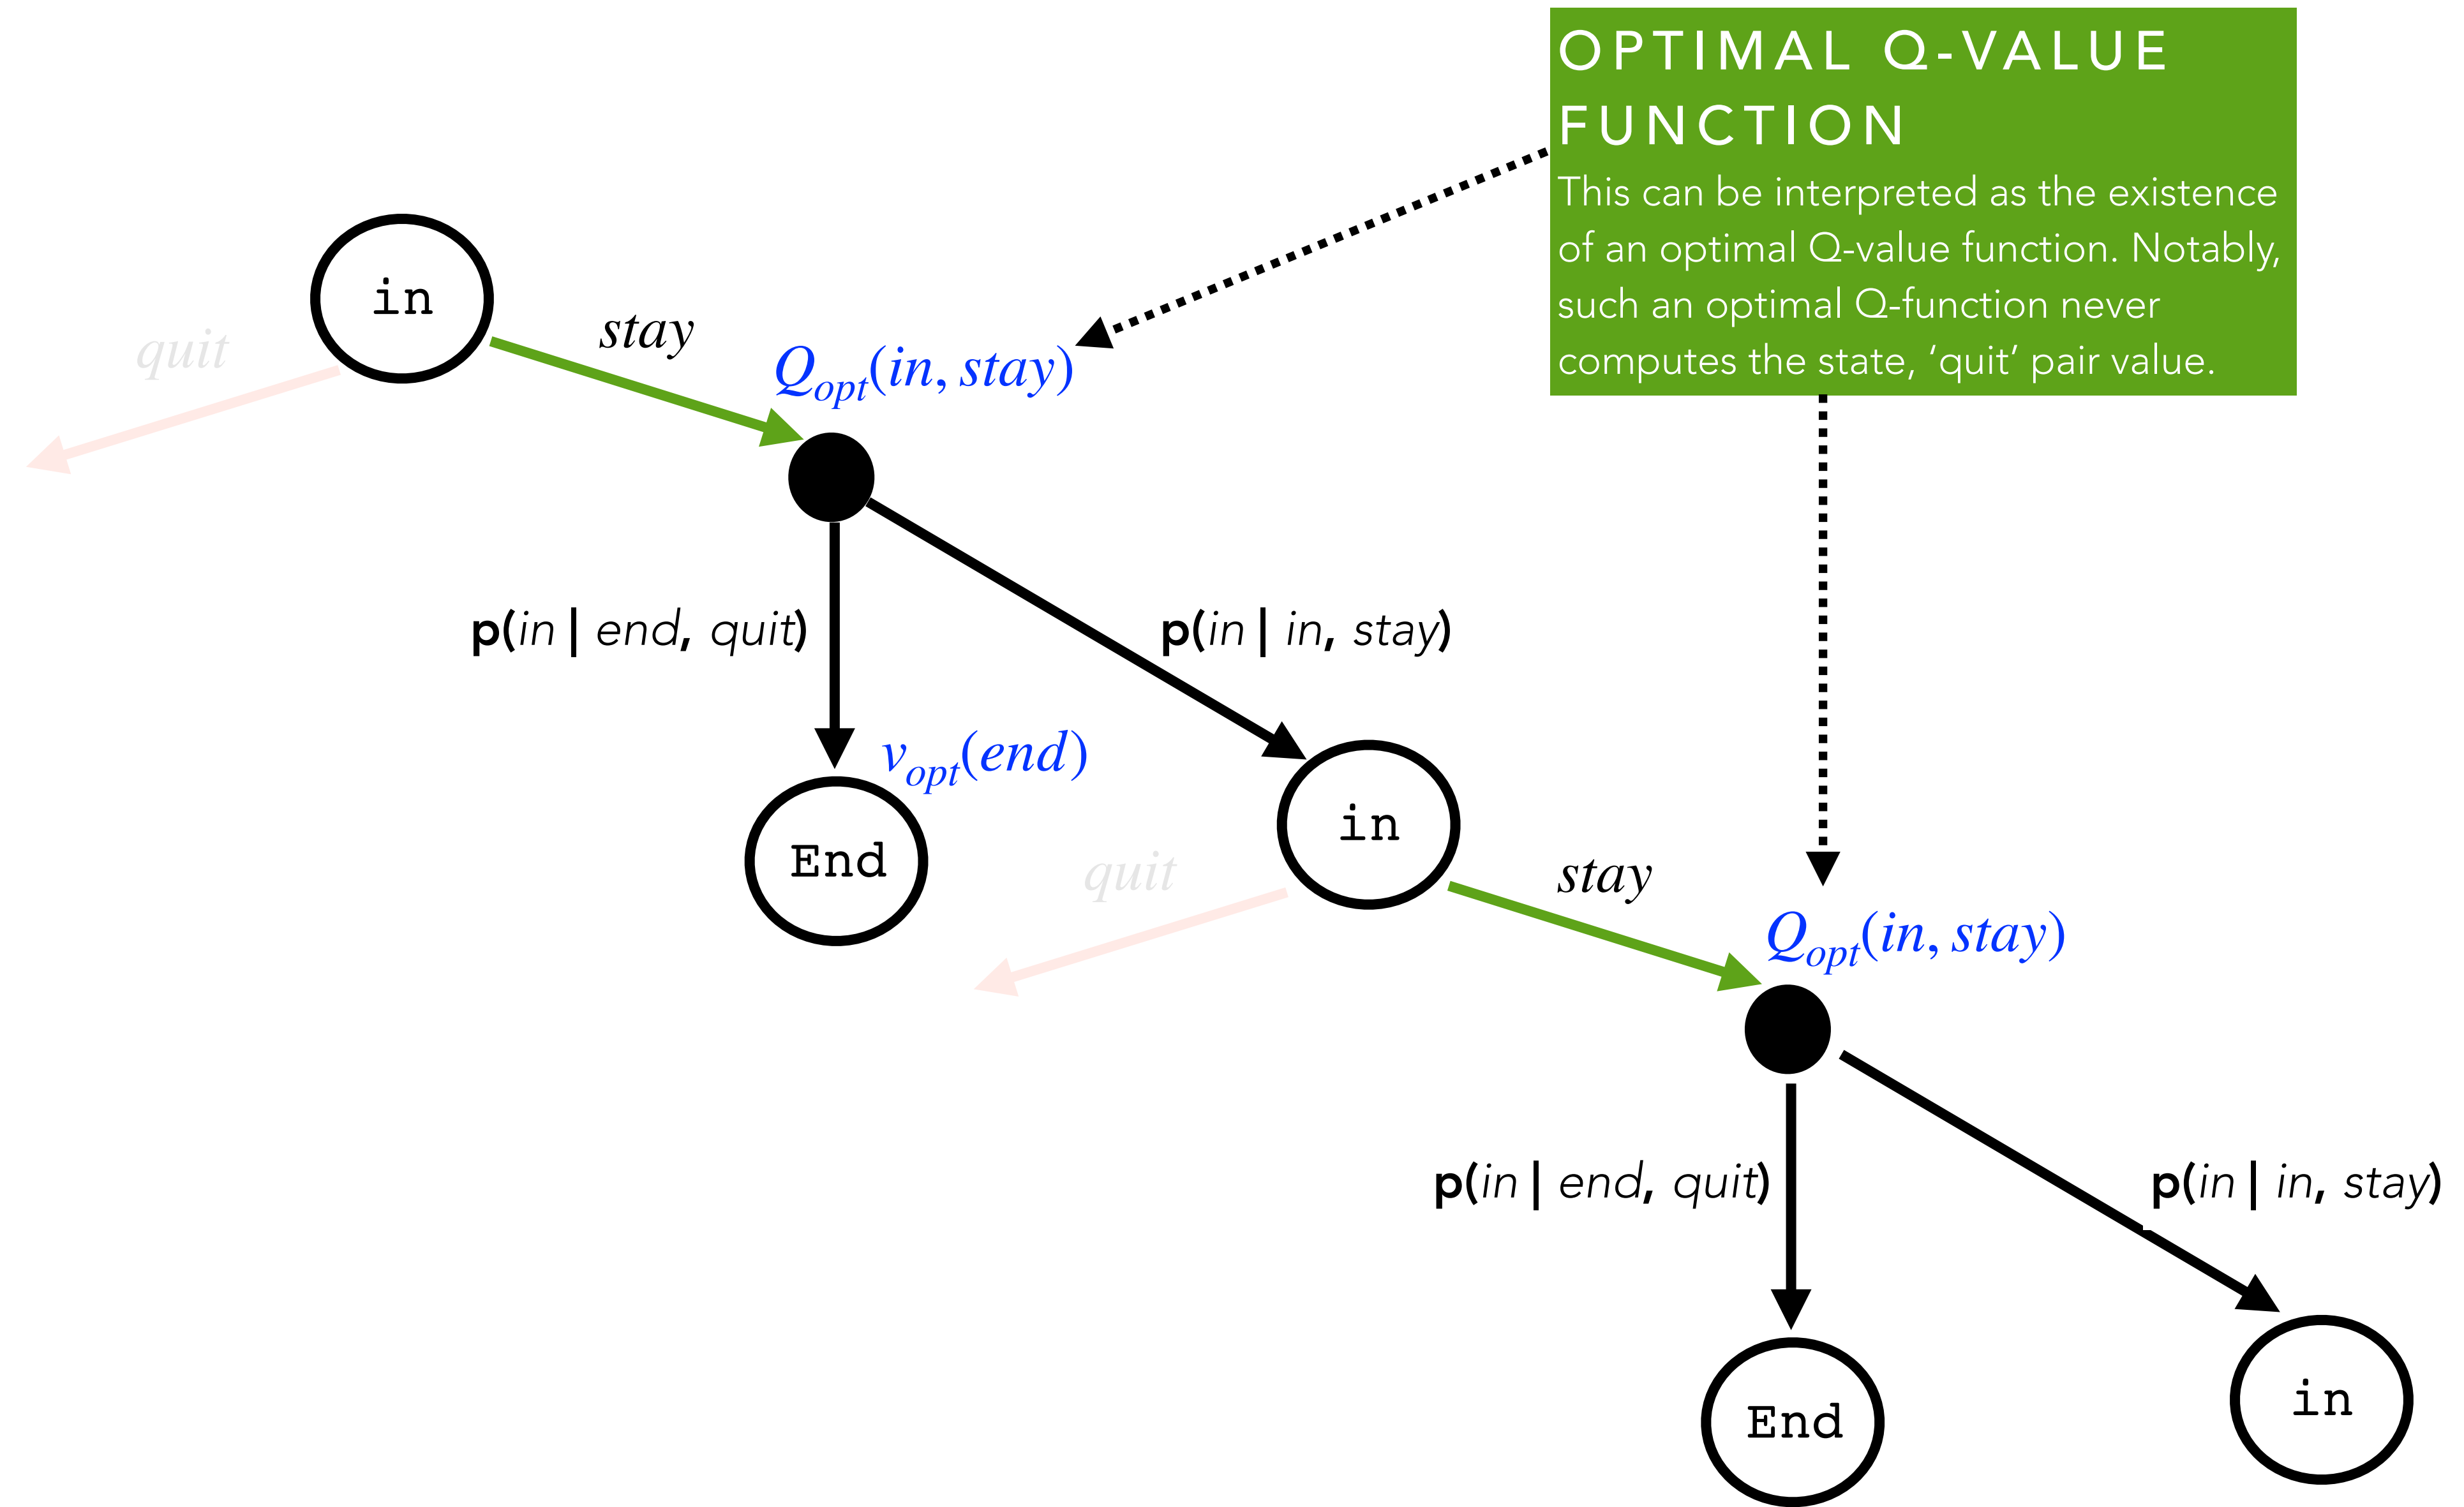 OPTIMAL Q-VALUE
FUNCTION
This can be interpreted as the existence
of an optimal Q-value function. Notably,
such an optimal Q-function never
computes the state, ‘quit’ pair value.
in
quit
stay
Qopt(in, stay)
p(in | end, quit)
p(in | in, stay)
vopt(end)
End
in
quit
stay
Qopt(in, stay)
p(in | end, quit)
p(in | in, stay)
End
in